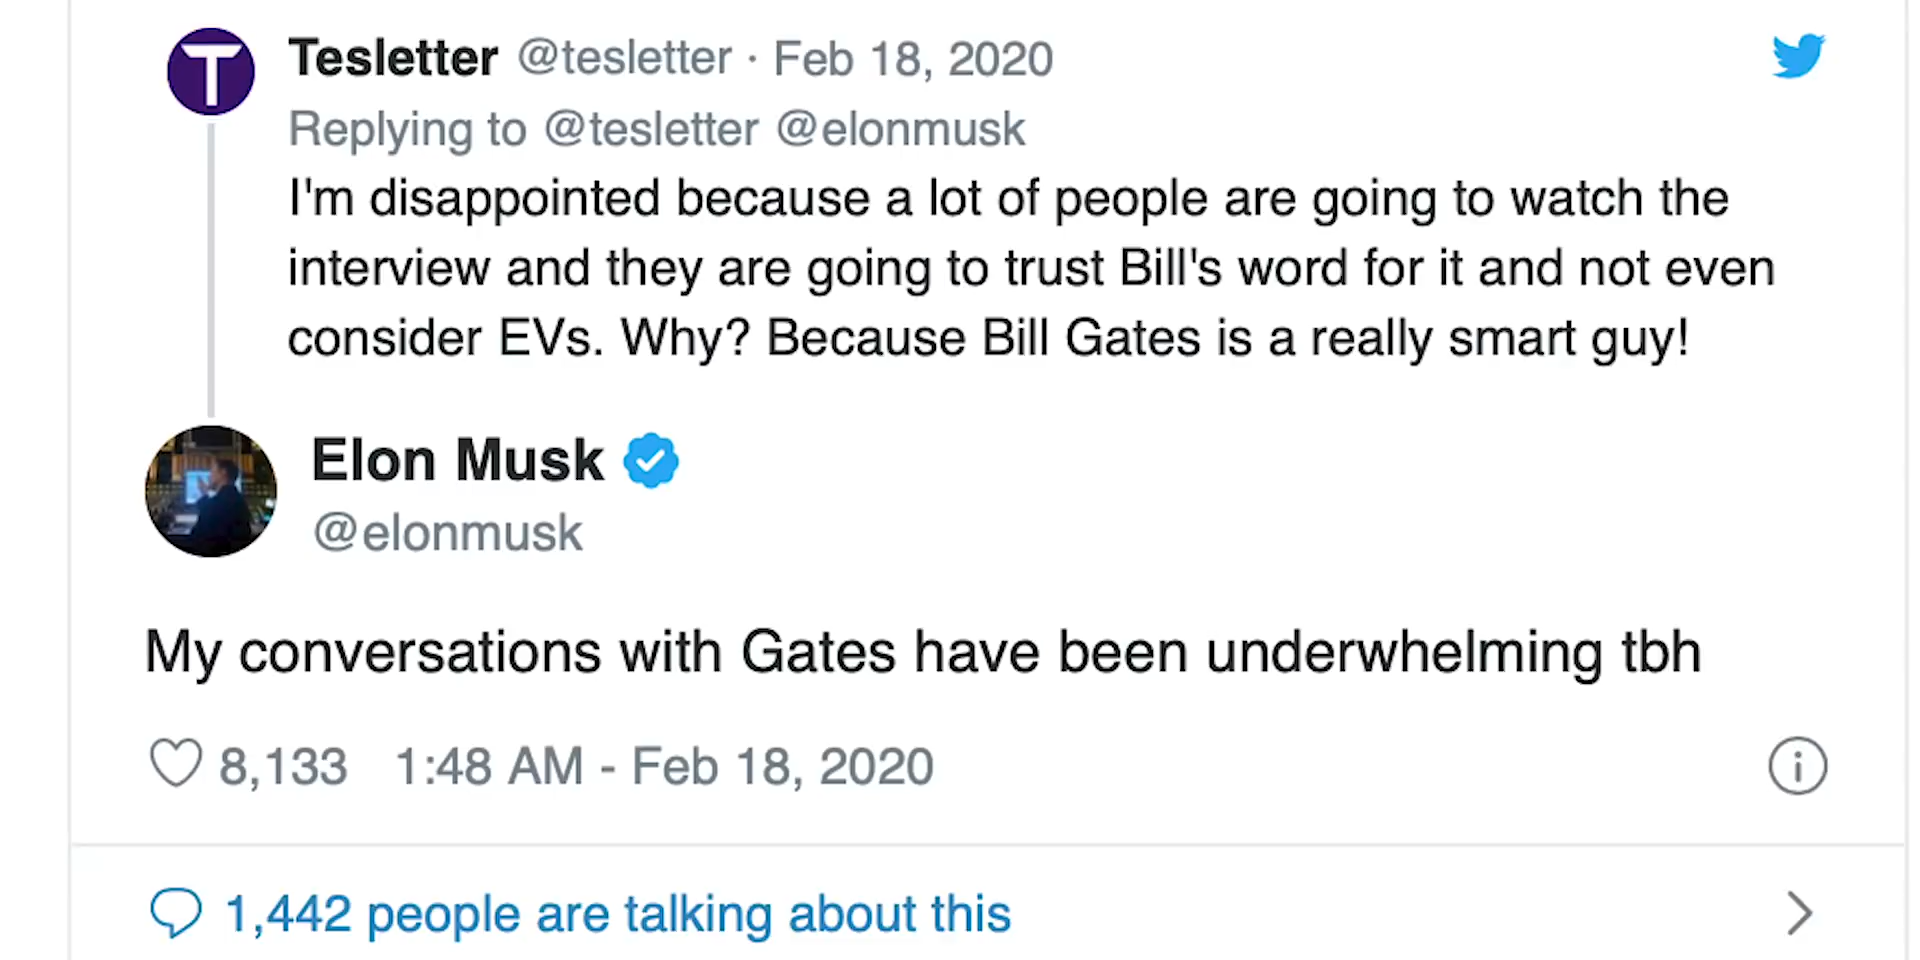 T
Tesletter @tesletter · Feb 18, 2020
Replying to @tesletter @elonmusk
I'm disappointed because a lot of people are going to watch the
interview and they are going to trust Bill's word for it and not even
consider EVs. Why? Because Bill Gates is a really smart guy!
Elon Musk
@elonmusk
My conversations with Gates have been underwhelming tbh
8,133 1:48 AM - Feb 18, 2020
1,442 people are talking about this